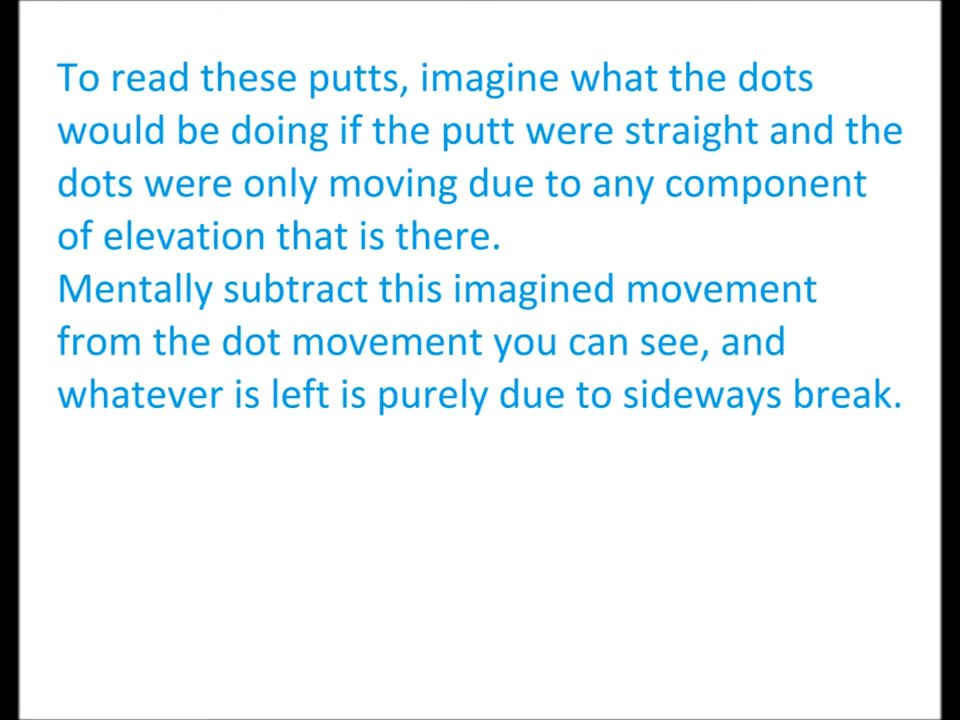 To read these putts, imagine what the dots
would be doing if the putt were straight and the
dots were only moving due to any component
of elevation that is there.
Mentally subtract this imagined movement
from the dot movement you can see, and
whatever is left is purely due to sideways break.